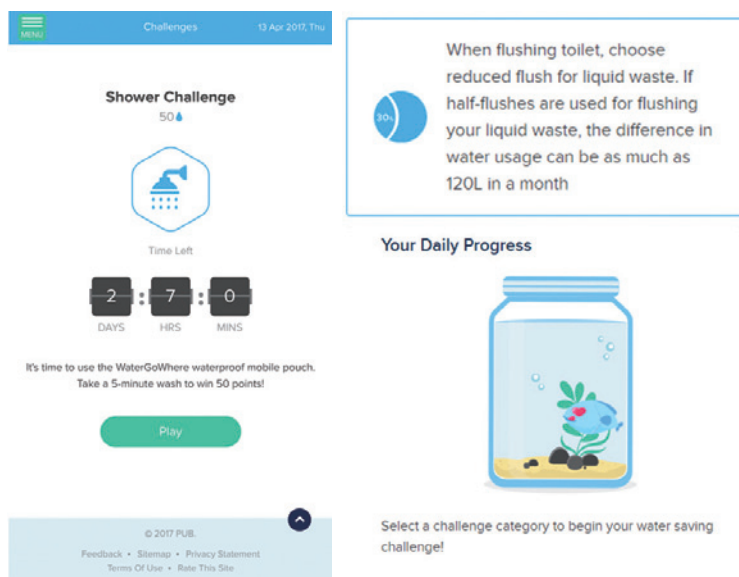 MENU
Challenges
13 Apr 2017, Thu
Shower Challenge
50
Time Left
2 : 7 : 0
DAYS HRS MINS
It's time to use the WaterGoWhere waterproof mobile pouch.
Take a 5-minute wash to win 50 points!
Play
© 2017 PUB.
Feedback • Sitemap • Privacy Statement
Terms Of Use • Rate This Site
30%
When flushing toilet, choose
reduced flush for liquid waste. If
half-flushes are used for flushing
your liquid waste, the difference in
water usage can be as much as
120L in a month
Your Daily Progress
Select a challenge category to begin your water saving
challenge!